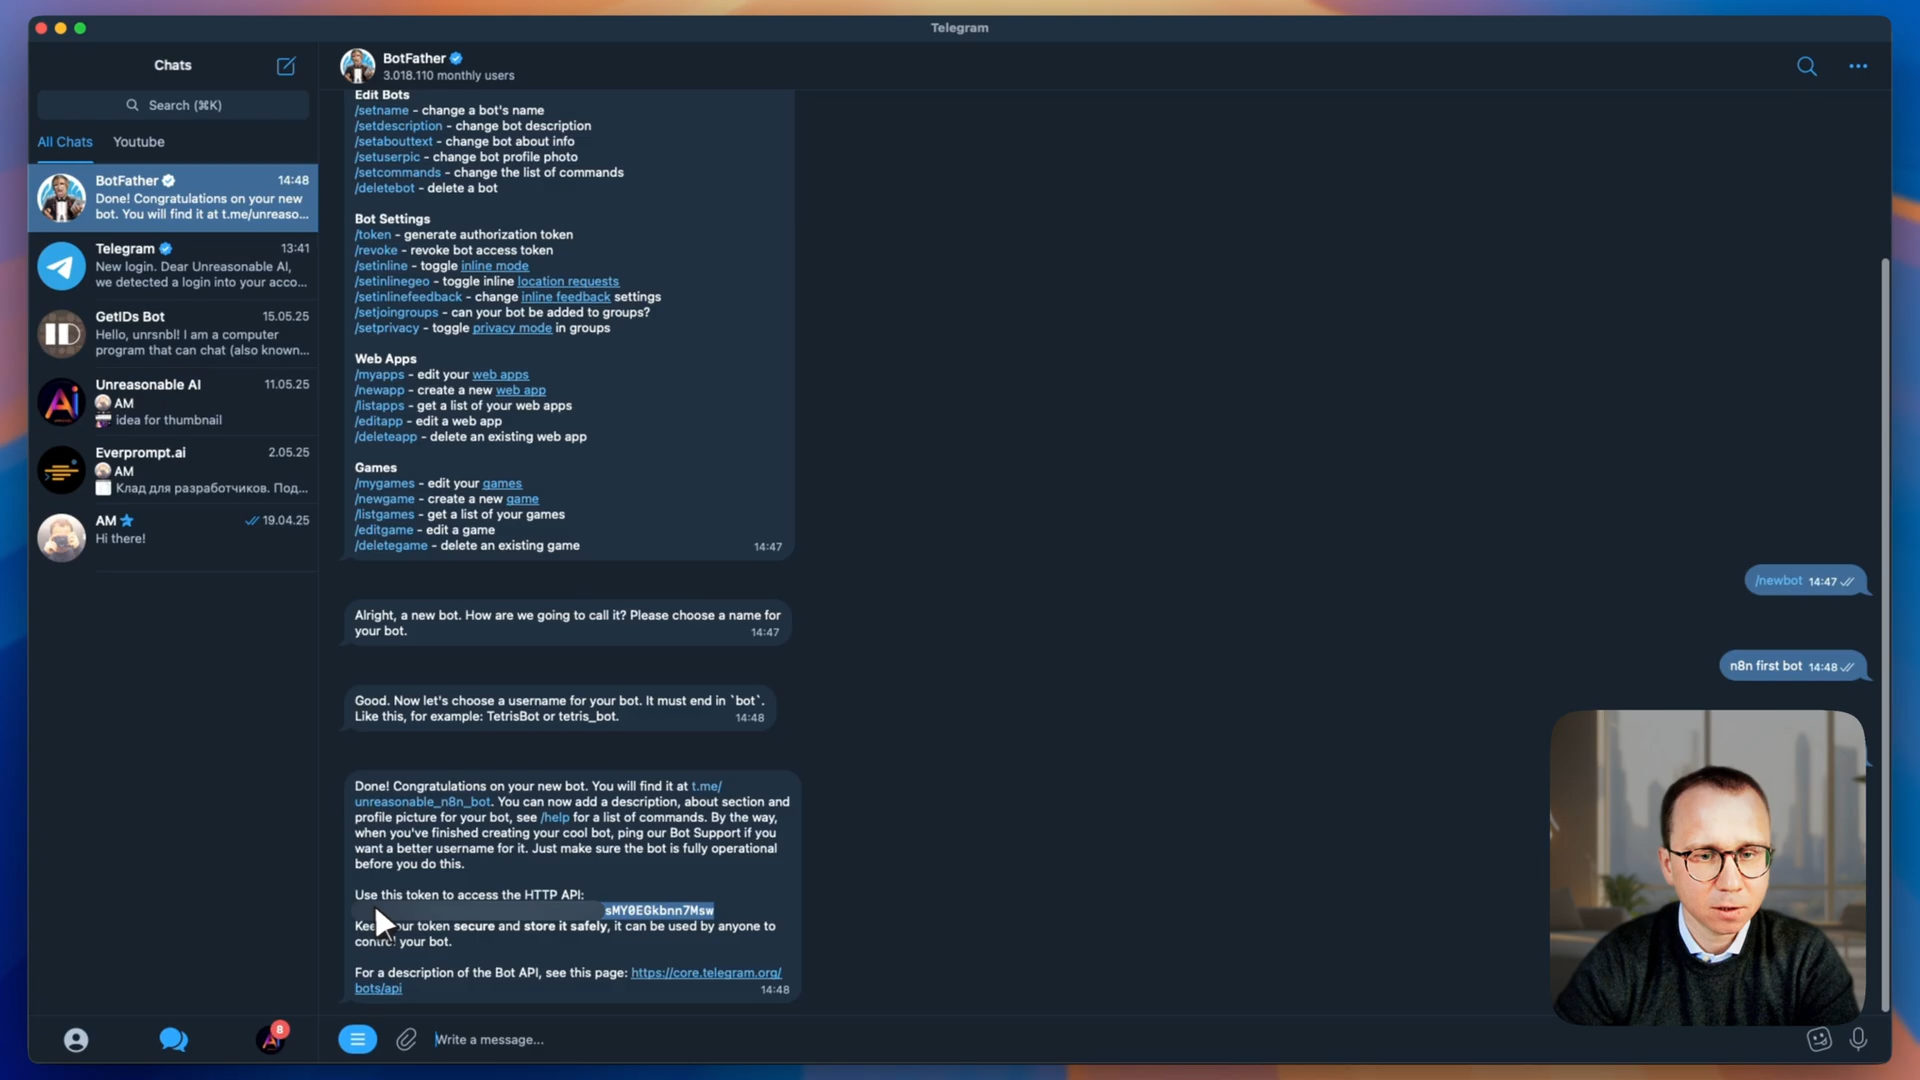 Telegram
Chats
Search (⌘K)
All Chats
Youtube
BotFather
14:48
Done! Congratulations on your new
bot. You will find it at t.me/unreaso...
Telegram
13:41
New login. Dear Unreasonable AI,
we detected a login into your acco...
GetIDs Bot
15.05.25
Hello, unrsnbl! I am a computer
program that can chat (also known...
Unreasonable AI
11.05.25
AM
idea for thumbnail
Everprompt.ai
2.05.25
AM
Клад для разработчиков. Под...
AM
19.04.25
Hi there!
8
BotFather
3.018.110 monthly users
Edit Bots
/setname - change a bot's name
/setdescription - change bot description
/setabouttext - change bot about info
/setuserpic - change bot profile photo
/setcommands - change the list of commands
/deletebot - delete a bot
Bot Settings
/token - generate authorization token
/revoke - revoke bot access token
/setinline - toggle inline mode
/setinlinegeo - toggle inline location requests
/setinlinefeedback - change inline feedback settings
/setjoingroups - can your bot be added to groups?
/setprivacy - toggle privacy mode in groups
Web Apps
/myapps - edit your web apps
/newapp - create a new web app
/listapps - get a list of your web apps
/editapp - edit a web app
/deleteapp - delete an existing web app
Games
/mygames - edit your games
/newgame - create a new game
/listgames - get a list of your games
/editgame - edit a game
/deletegame - delete an existing game
14:47
/newbot 14:47
Alright, a new bot. How are we going to call it? Please choose a name for
your bot.
14:47
n8n first bot 14:48
Good. Now let's choose a username for your bot. It must end in `bot`.
Like this, for example: TetrisBot or tetris_bot.
14:48
Done! Congratulations on your new bot. You will find it at t.me/
unreasonable_n8n_bot. You can now add a description, about section and
profile picture for your bot, see /help for a list of commands. By the way,
when you've finished creating your cool bot, ping our Bot Support if you
want a better username for it. Just make sure the bot is fully operational
before you do this.
Use this token to access the HTTP API:
sMY0EGkbnn7Msw
your token secure and store it safely, it can be used by anyone to
control your bot.
For a description of the Bot API, see this page: https://core.telegram.org/
bots/api
14:48
Write a message...